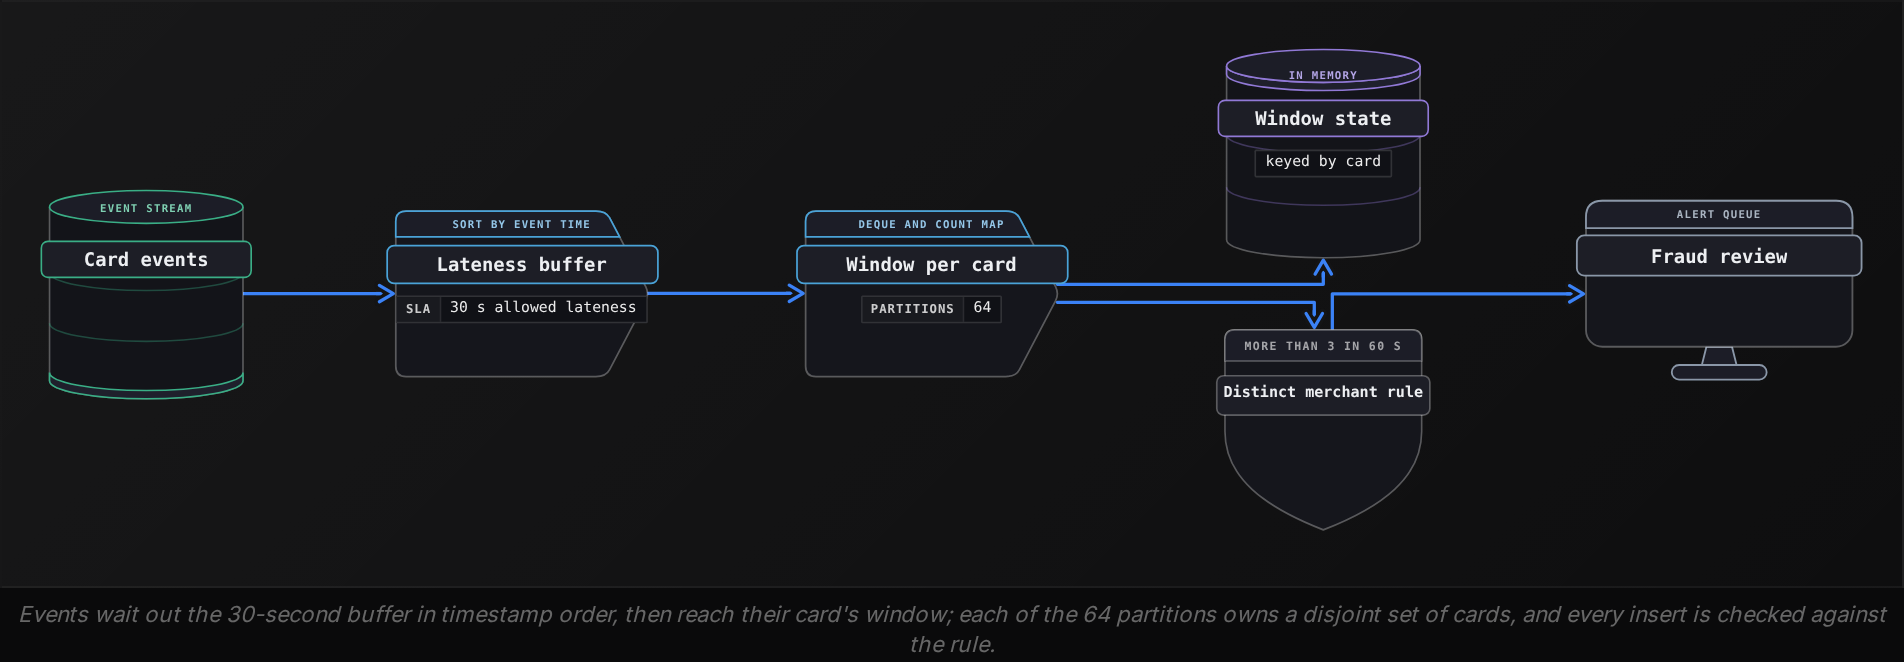 EVENT STREAM
Card events
SORT BY EVENT TIME
Lateness buffer
SLA 30 s allowed lateness
DEQUE AND COUNT MAP
Window per card
PARTITIONS 64
IN MEMORY
Window state
keyed by card
MORE THAN 3 IN 60 S
Distinct merchant rule
ALERT QUEUE
Fraud review
Events wait out the 30-second buffer in timestamp order, then reach their card's window; each of the 64 partitions owns a disjoint set of cards, and every insert is checked against
the rule.